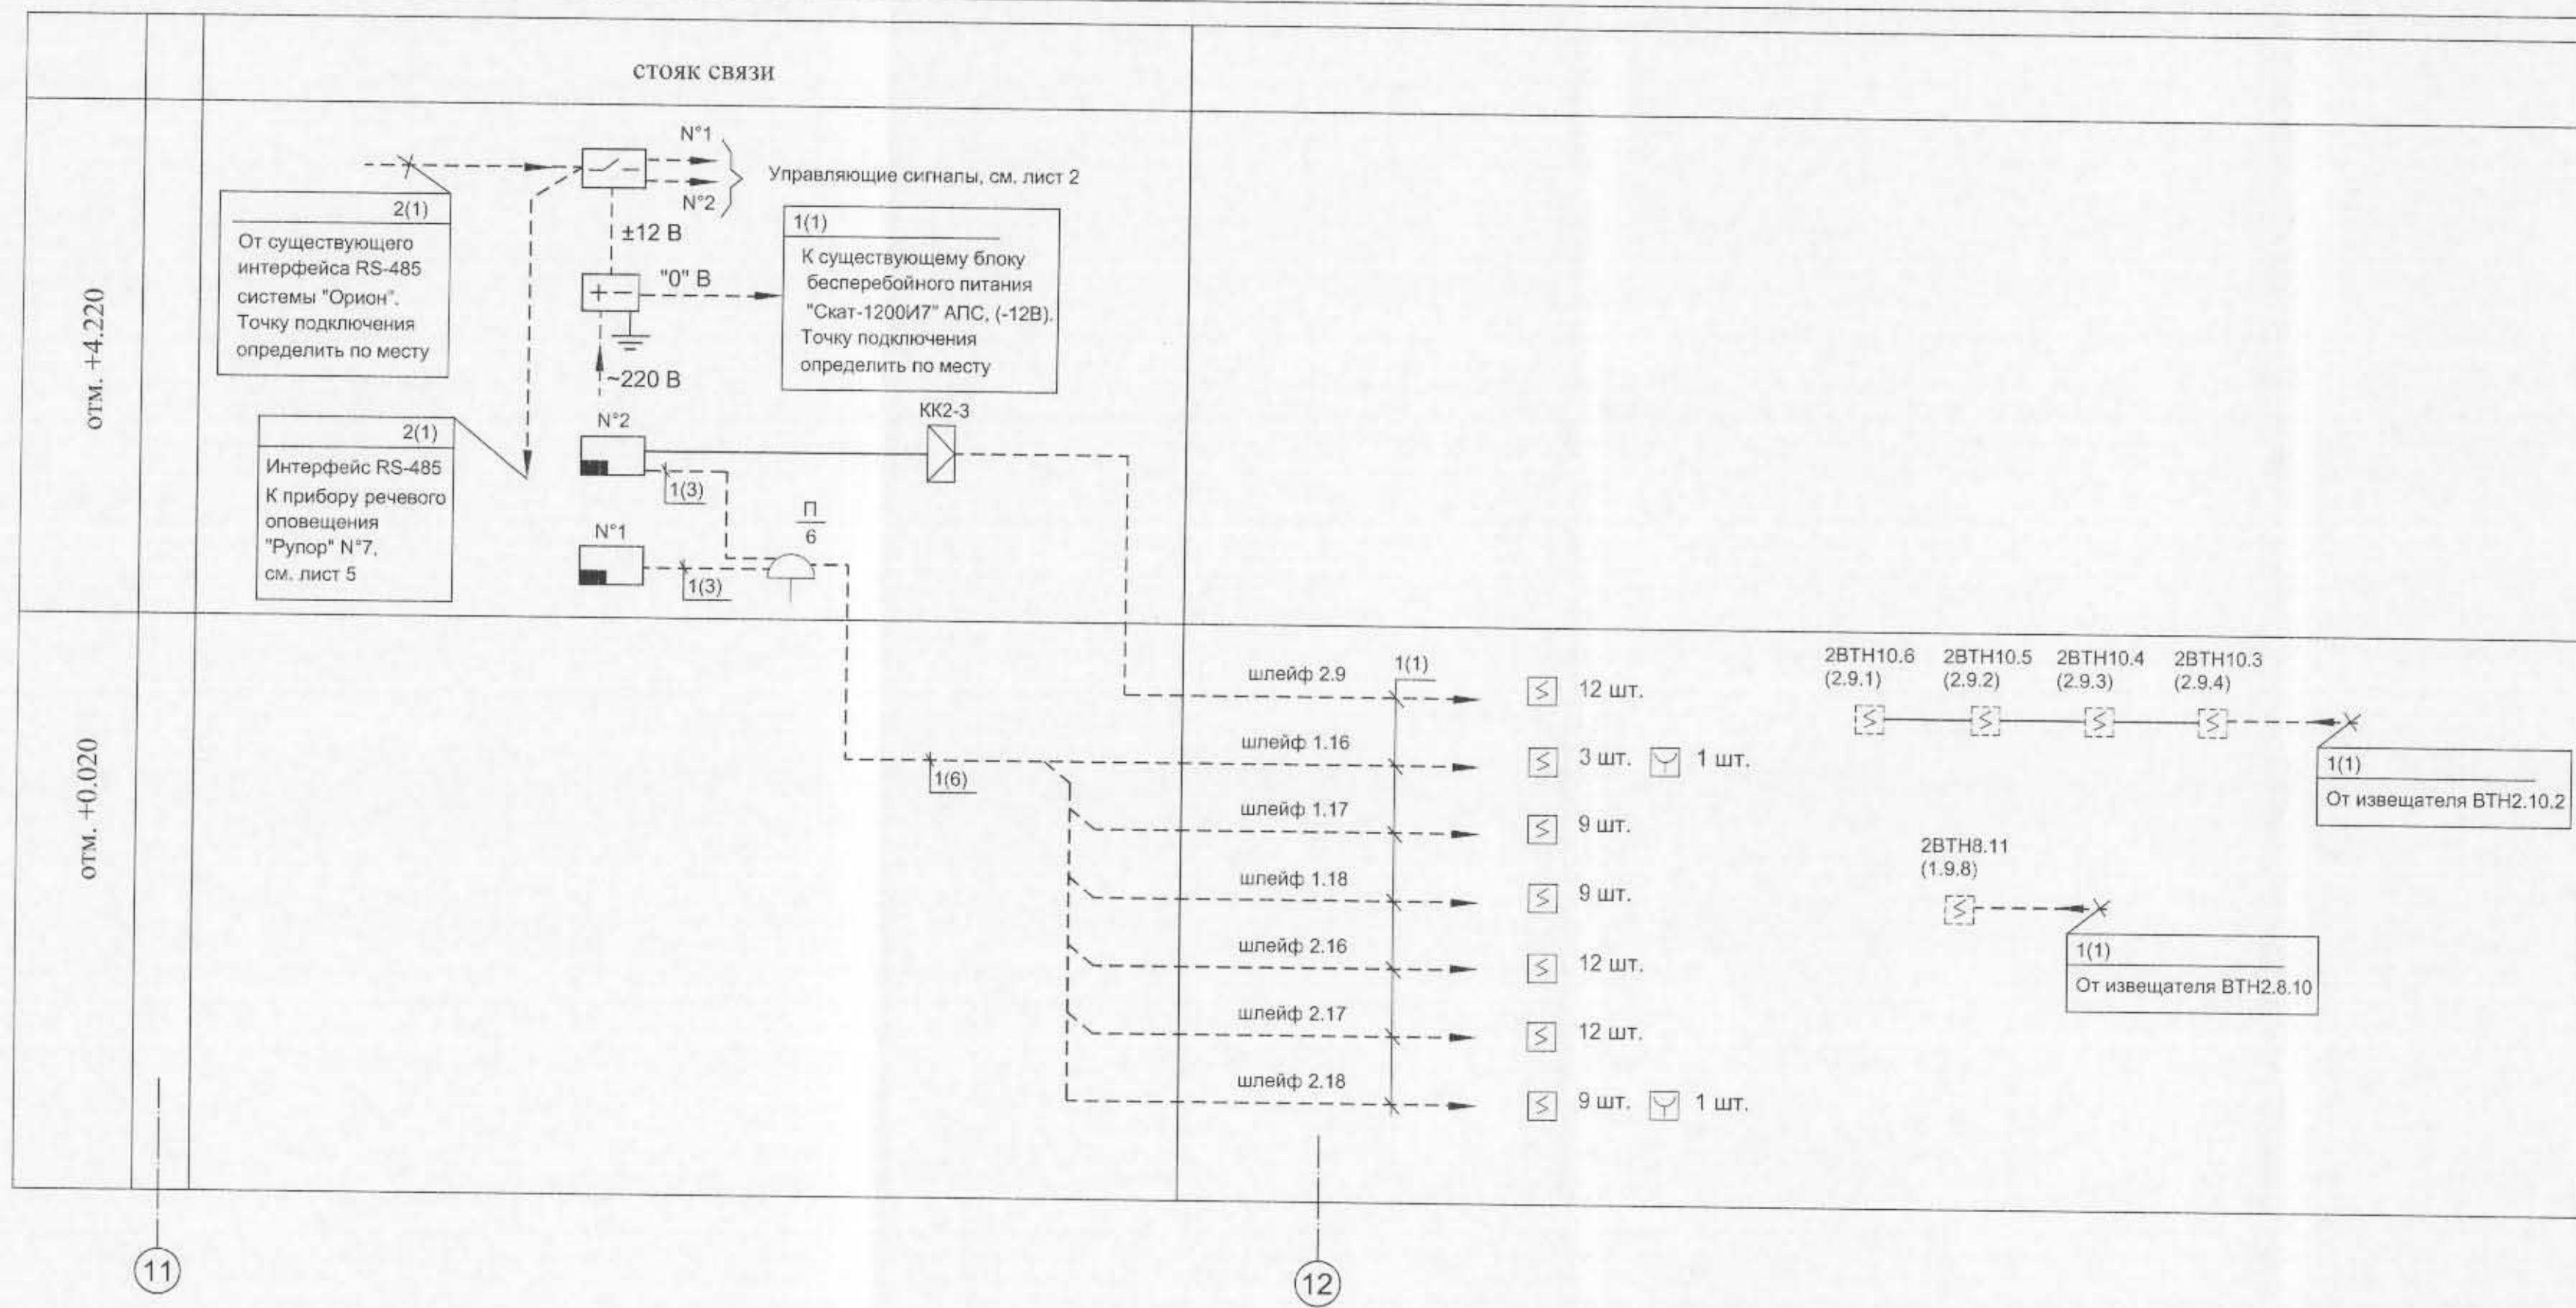 стояк связи
отм. +4.220
N°1
N°2
Управляющие сигналы, см. лист 2
2(1)
От существующего
интерфейса RS-485
системы "Орион".
Точку подключения
определить по месту
±12 В
"0" В
1(1)
К существующему блоку
бесперебойного питания
"Скат-1200И7" АПС, (-12В).
Точку подключения
определить по месту
~220 В
2(1)
Интерфейс RS-485
К прибору речевого
оповещения
"Рупор" N°7,
см. лист 5
N°2
КК2-3
1(3)
N°1
1(3)
П
6
отм. +0.020
1(6)
1(1)
шлейф 2.9
12 шт.
шлейф 1.16
3 шт.
1 шт.
шлейф 1.17
9 шт.
шлейф 1.18
9 шт.
шлейф 2.16
12 шт.
шлейф 2.17
12 шт.
шлейф 2.18
9 шт.
1 шт.
2ВТН10.6
(2.9.1)
2ВТН10.5
(2.9.2)
2ВТН10.4
(2.9.3)
2ВТН10.3
(2.9.4)
1(1)
От извещателя ВТН2.10.2
2ВТН8.11
(1.9.8)
1(1)
От извещателя ВТН2.8.10
11
12